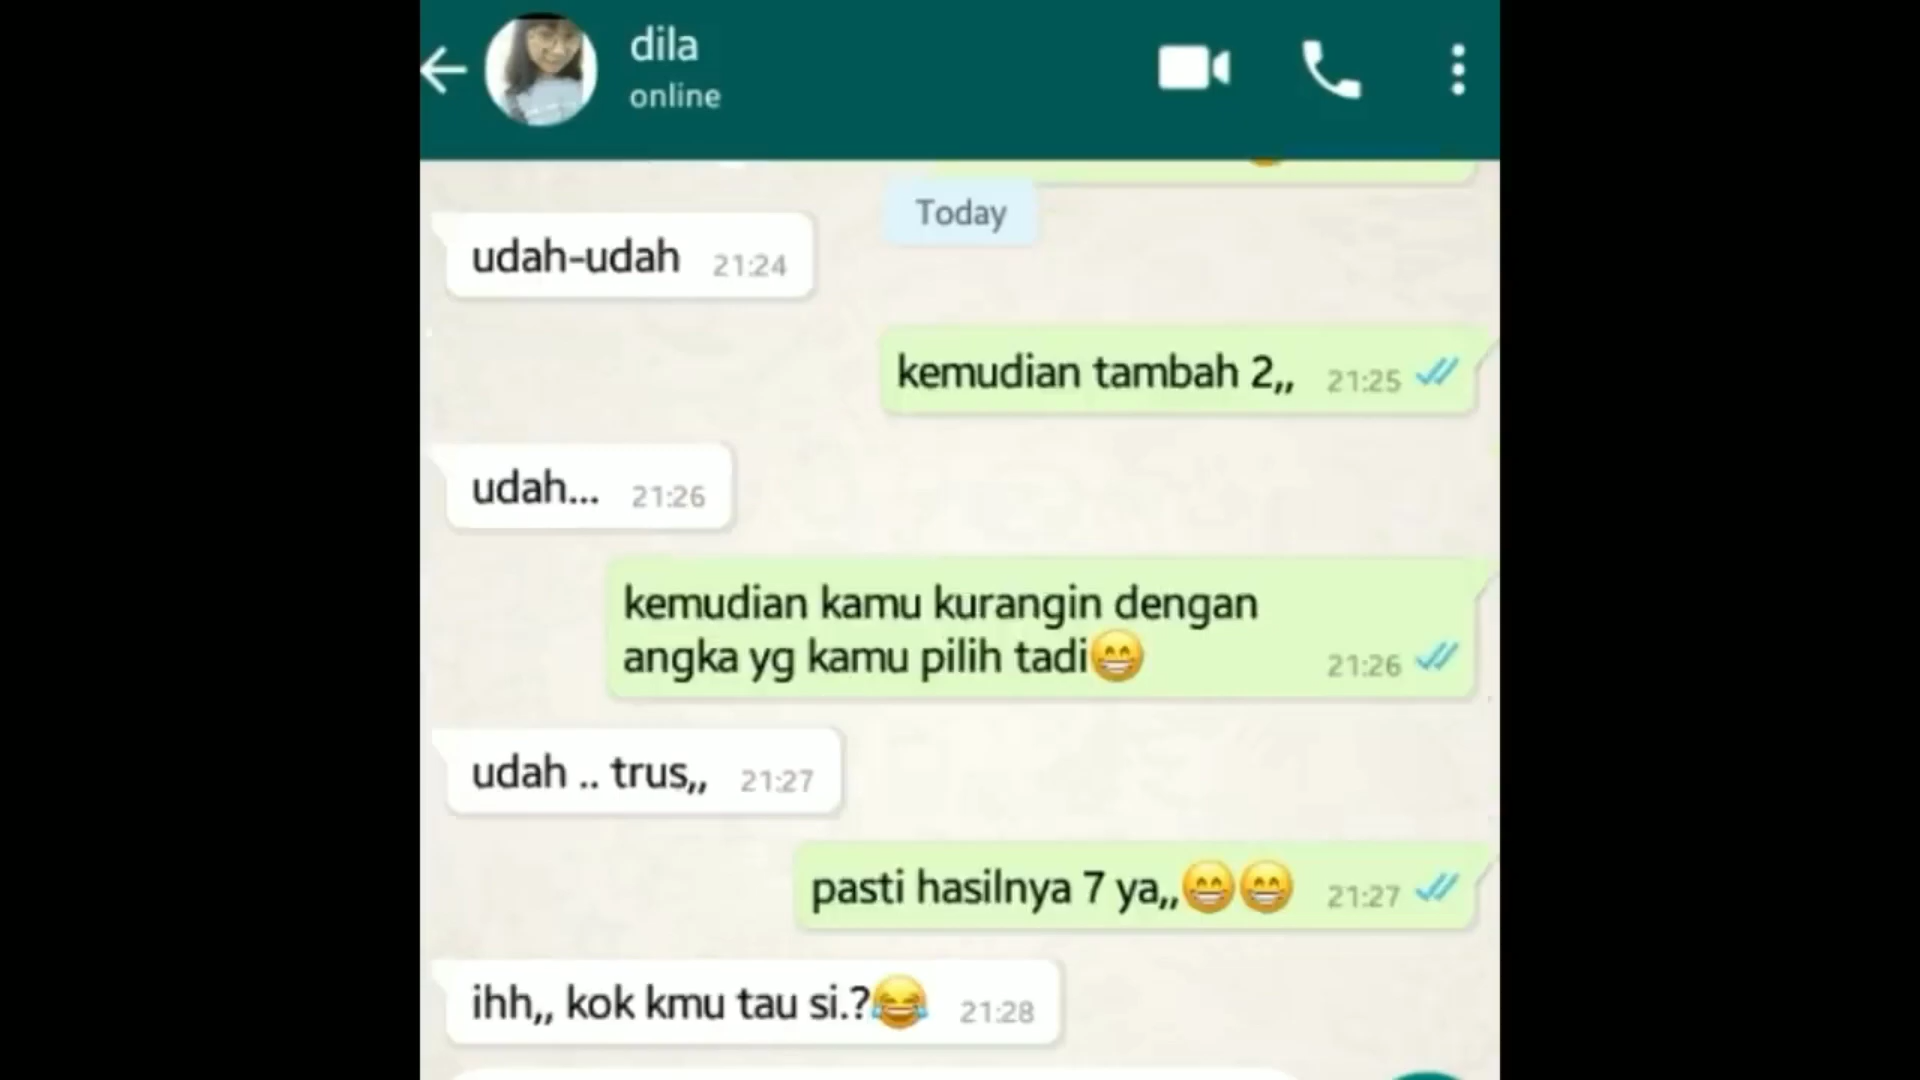 dila
online
Today
udah-udah 21:24
kemudian tambah 2,, 21:25
udah... 21:26
kemudian kamu kurangin dengan
angka yg kamu pilih tadi😁 21:26
udah .. trus,, 21:27
pasti hasilnya 7 ya,,😁😁 21:27
ihh,, kok kmu tau si.?😂 21:28